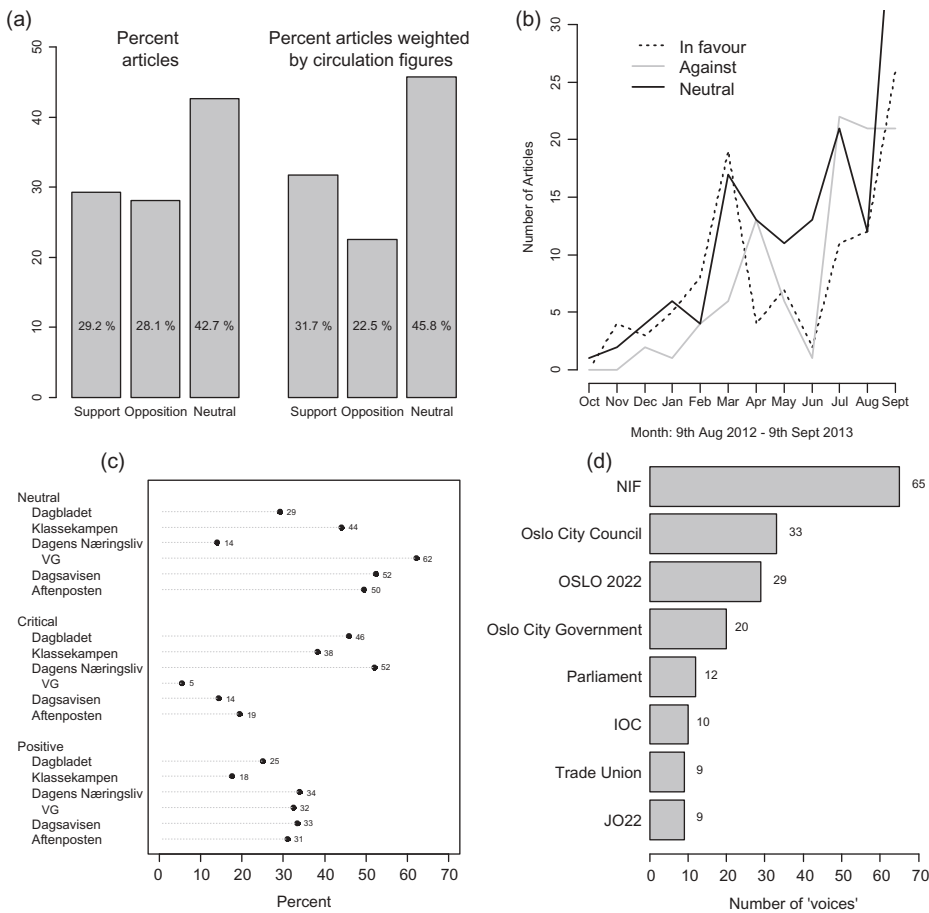 (a)
Percent
articles
Percent articles weighted
by circulation figures
50
40
30
20
10
0
29.2 %
28.1 %
42.7 %
31.7 %
22.5 %
45.8 %
Support
Opposition
Neutral
Support
Opposition
Neutral
(b)
In favour
Against
Neutral
Number of Articles
30
25
20
15
10
5
0
Oct
Nov
Dec
Jan
Feb
Mar
Apr
May
Jun
Jul
Aug
Sept
Month: 9th Aug 2012 - 9th Sept 2013
(c)
Neutral
Dagbladet 29
Klassekampen 44
Dagens Næringsliv 14
VG 62
Dagsavisen 52
Aftenposten 50
Critical
Dagbladet 46
Klassekampen 38
Dagens Næringsliv 52
VG 5
Dagsavisen 14
Aftenposten 19
Positive
Dagbladet 25
Klassekampen 18
Dagens Næringsliv 34
VG 32
Dagsavisen 33
Aftenposten 31
0 10 20 30 40 50 60 70
Percent
(d)
NIF 65
Oslo City Council 33
OSLO 2022 29
Oslo City Government 20
Parliament 12
IOC 10
Trade Union 9
JO22 9
0 10 20 30 40 50 60 70
Number of 'voices'